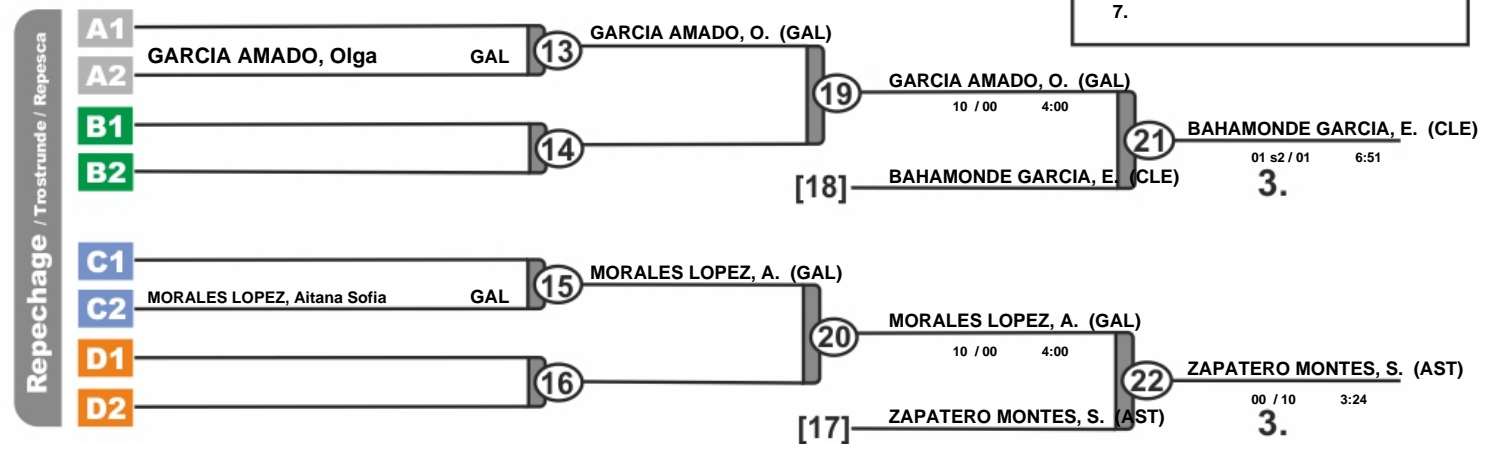 7.
Repechage / Trostrunde / Repesca
A1
GARCIA AMADO, Olga GAL
A2
13
GARCIA AMADO, O. (GAL)
B1
B2
14
19
GARCIA AMADO, O. (GAL)
10 / 00 4:00
[18] BAHAMONDE GARCIA, E. (CLE)
21
BAHAMONDE GARCIA, E. (CLE)
01 s2 / 01 6:51
3.
C1
MORALES LOPEZ, Aitana Sofia GAL
C2
15
MORALES LOPEZ, A. (GAL)
D1
D2
16
20
MORALES LOPEZ, A. (GAL)
10 / 00 4:00
[17] ZAPATERO MONTES, S. (AST)
22
ZAPATERO MONTES, S. (AST)
00 / 10 3:24
3.